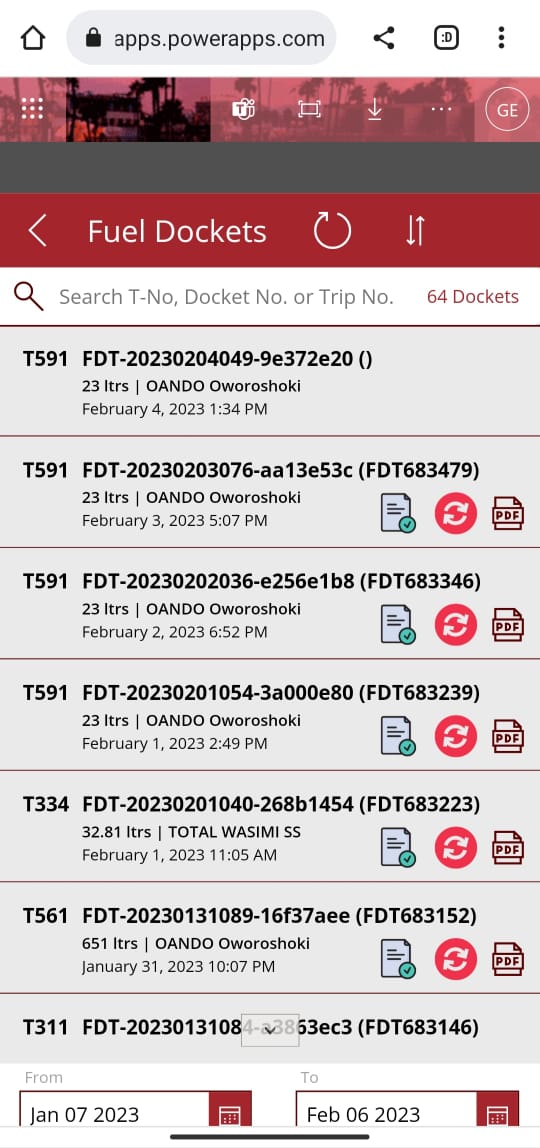 apps.powerapps.com
:D
GE
Fuel Dockets
Search T-No, Docket No. or Trip No. 64 Dockets
T591 FDT-20230204049-9e372e20 ()
23 ltrs | OANDO Oworoshoki
February 4, 2023 1:34 PM
T591 FDT-20230203076-aa13e53c (FDT683479)
23 ltrs | OANDO Oworoshoki
February 3, 2023 5:07 PM
PDF
T591 FDT-20230202036-e256e1b8 (FDT683346)
23 ltrs | OANDO Oworoshoki
February 2, 2023 6:52 PM
PDF
T591 FDT-20230201054-3a000e80 (FDT683239)
23 ltrs | OANDO Oworoshoki
February 1, 2023 2:49 PM
PDF
T334 FDT-20230201040-268b1454 (FDT683223)
32.81 ltrs | TOTAL WASIMI SS
February 1, 2023 11:05 AM
PDF
T561 FDT-20230131089-16f37aee (FDT683152)
651 ltrs | OANDO Oworoshoki
January 31, 2023 10:07 PM
PDF
T311 FDT-20230131084-a3863ec3 (FDT683146)
From To
Jan 07 2023 Feb 06 2023